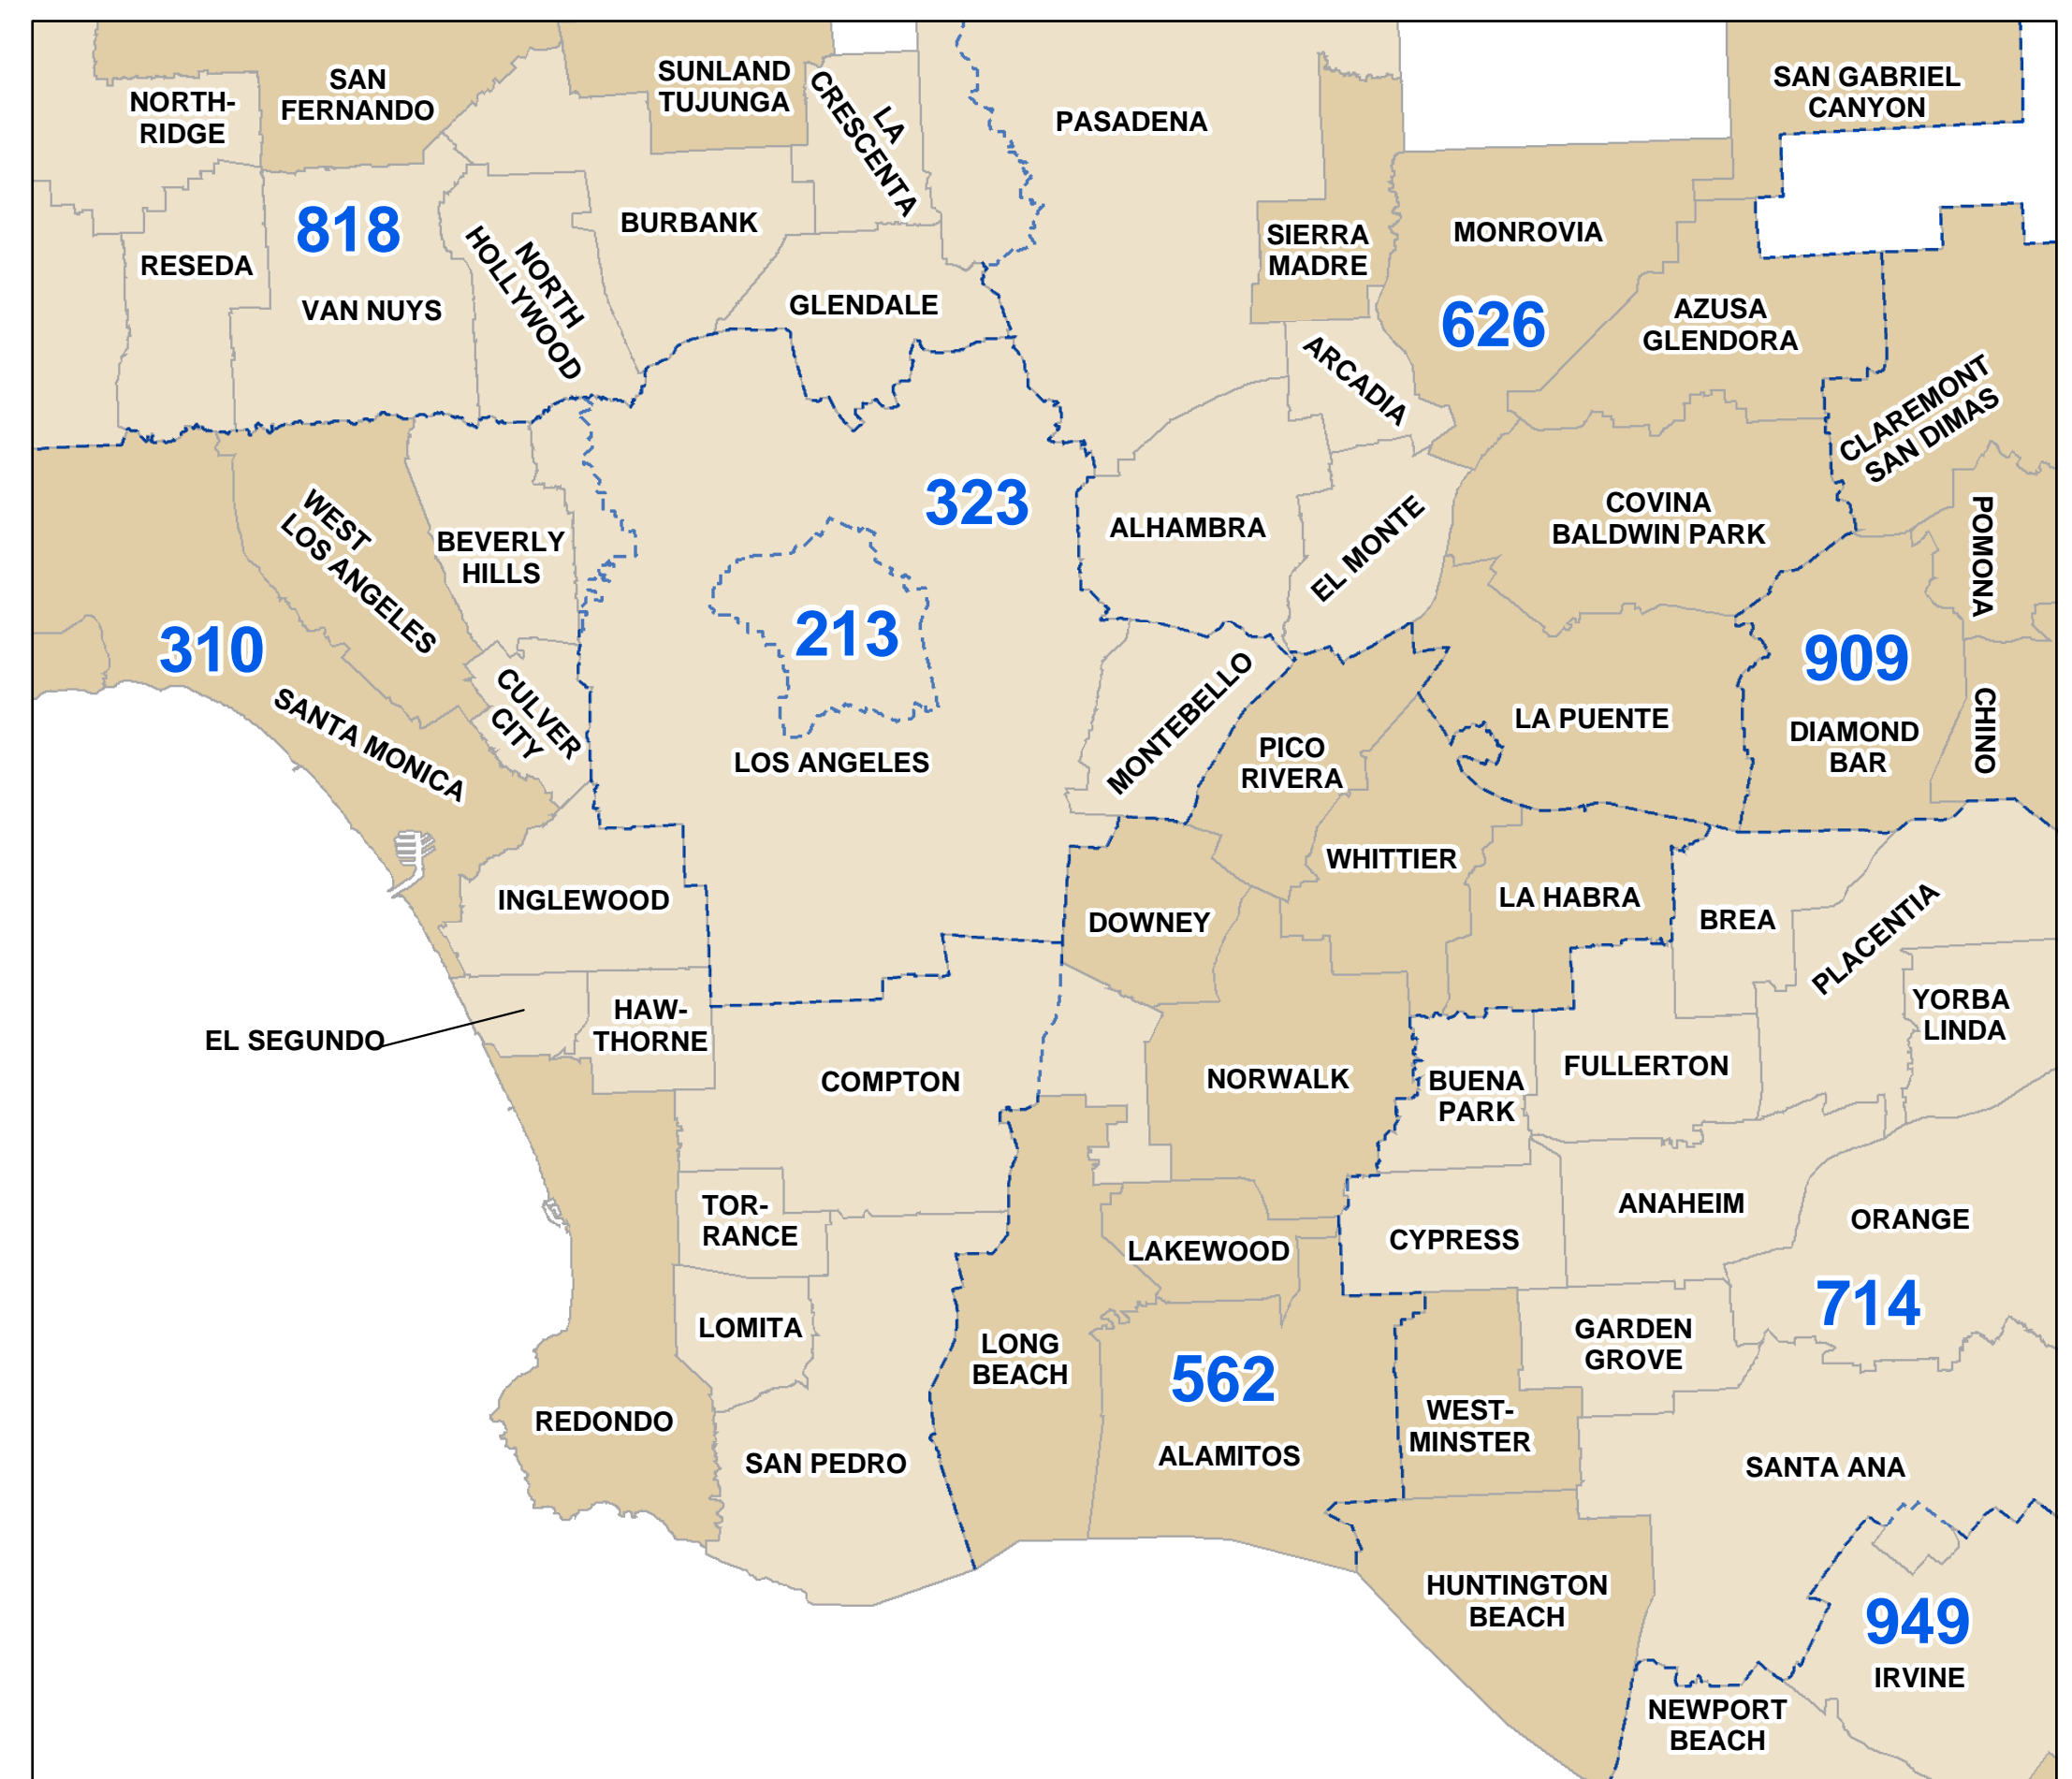 SAN
FERNANDO
SUNLAND
TUJUNGA
LA
CRESCENTA
NORTH-
RIDGE
PASADENA
SAN GABRIEL
CANYON
818
RESEDA
VAN NUYS
NORTH
HOLLYWOOD
BURBANK
GLENDALE
SIERRA
MADRE
MONROVIA
626
AZUSA
GLENDORA
ARCADIA
CLAREMONT
SAN DIMAS
WEST
LOS ANGELES
BEVERLY
HILLS
323
ALHAMBRA
EL MONTE
COVINA
BALDWIN PARK
POMONA
310
213
909
SANTA MONICA
CULVER
CITY
LOS ANGELES
MONTEBELLO
PICO
RIVERA
LA PUENTE
DIAMOND
BAR
CHINO
INGLEWOOD
DOWNEY
WHITTIER
LA HABRA
BREA
PLACENTIA
YORBA
LINDA
EL SEGUNDO
HAW-
THORNE
COMPTON
NORWALK
BUENA
PARK
FULLERTON
TOR-
RANCE
LAKEWOOD
CYPRESS
ANAHEIM
ORANGE
714
LOMITA
LONG
BEACH
562
ALAMITOS
GARDEN
GROVE
WEST-
MINSTER
REDONDO
SAN PEDRO
SANTA ANA
HUNTINGTON
BEACH
949
IRVINE
NEWPORT
BEACH